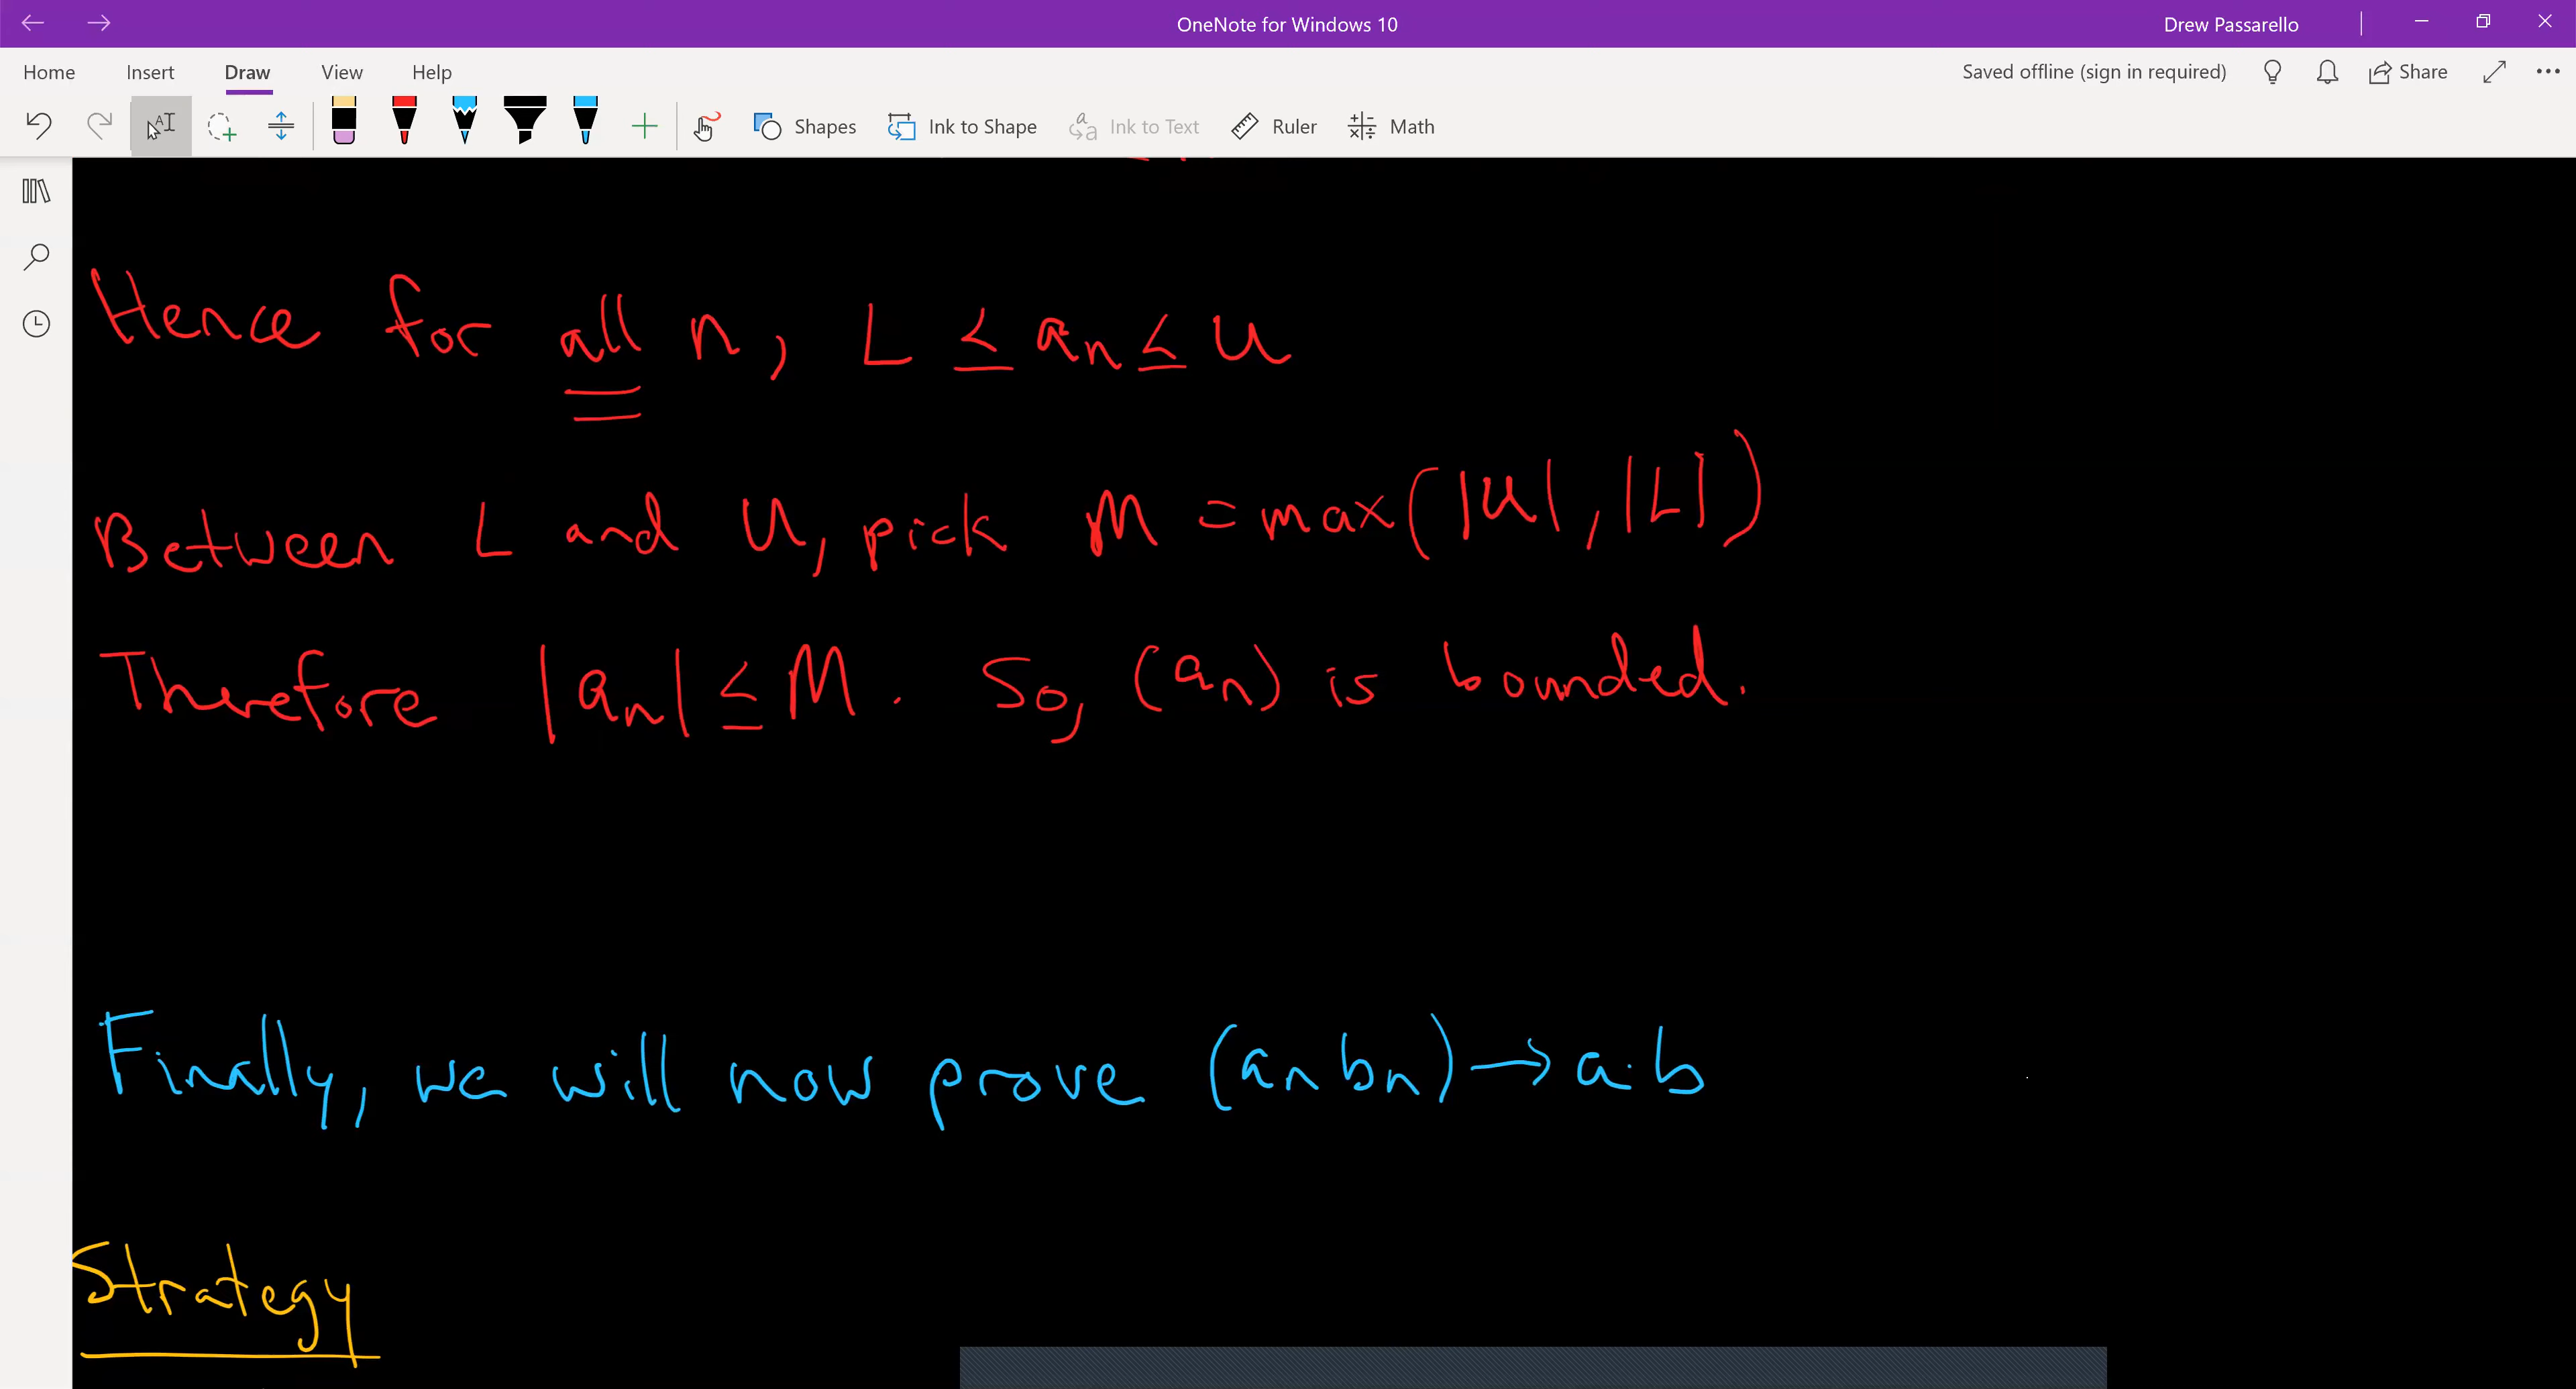 OneNote for Windows 10
Drew Passarello
Home Insert Draw View Help
Saved offline (sign in required) Share
Shapes Ink to Shape Ink to Text Ruler Math
Hence for all n, L ≤ aₙ ≤ U
Between L and U, pick M = max(|U|, |L|)
Therefore |aₙ| ≤ M. So, (aₙ) is bounded.
Finally, we will now prove (aₙbₙ) → a·b
Strategy